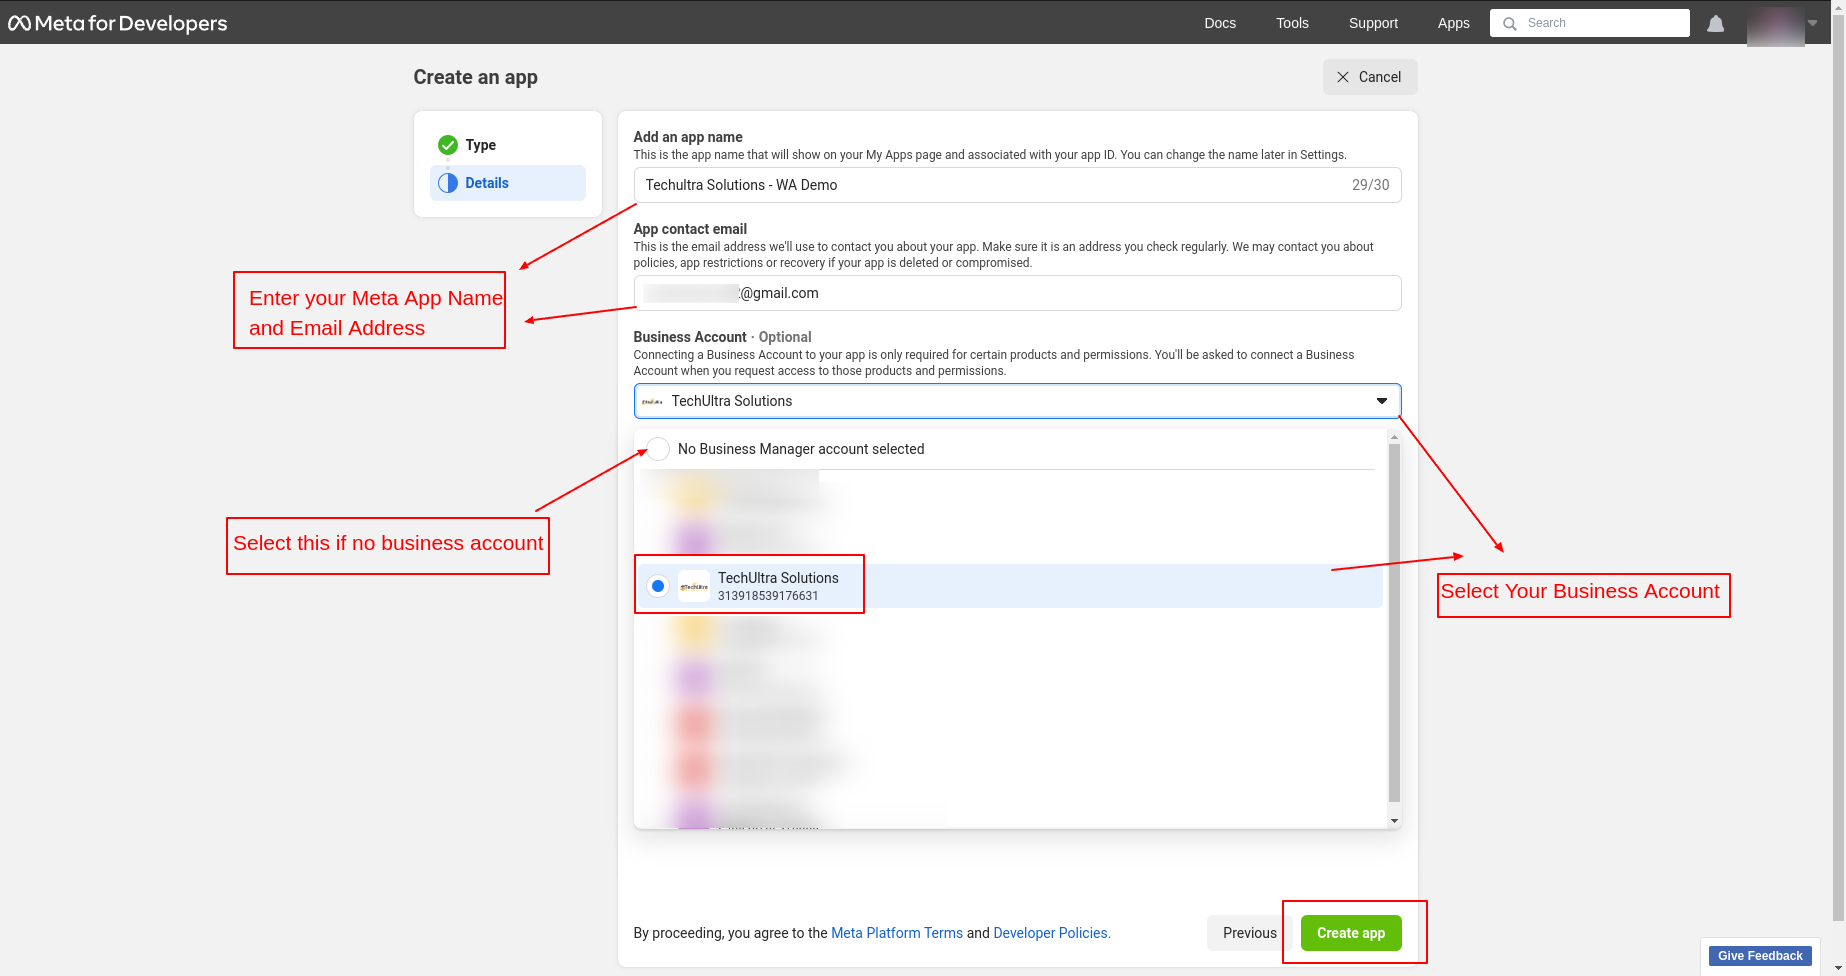 Meta for Developers
Docs
Tools
Support
Apps
Search
Create an app
Cancel
Type
Details
Add an app name
This is the app name that will show on your My Apps page and associated with your app ID. You can change the name later in Settings.
Techultra Solutions - WA Demo
29/30
App contact email
This is the email address we'll use to contact you about your app. Make sure it is an address you check regularly. We may contact you about
policies, app restrictions or recovery if your app is deleted or compromised.
@gmail.com
Enter your Meta App Name
and Email Address
Business Account · Optional
Connecting a Business Account to your app is only required for certain products and permissions. You'll be asked to connect a Business
Account when you request access to those products and permissions.
TechUltra Solutions
No Business Manager account selected
Select this if no business account
TechUltra
TechUltra Solutions
313918539176631
Select Your Business Account
By proceeding, you agree to the Meta Platform Terms and Developer Policies.
Previous
Create app
Give Feedback